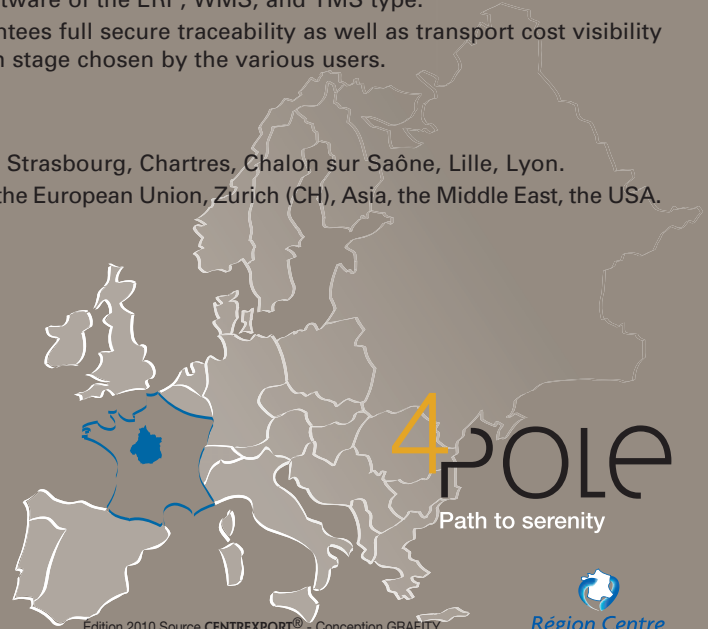 tware of the ERP, WMS, and TMS type.
ntees full secure traceability as well as transport cost visibility
n stage chosen by the various users.
Strasbourg, Chartres, Chalon sur Saône, Lille, Lyon.
the European Union, Zürich (CH), Asia, the Middle East, the USA.
4POLE
Path to serenity
Édition 2010 Source CENTREXPORT® - Conception GRAFITY
Région Centre